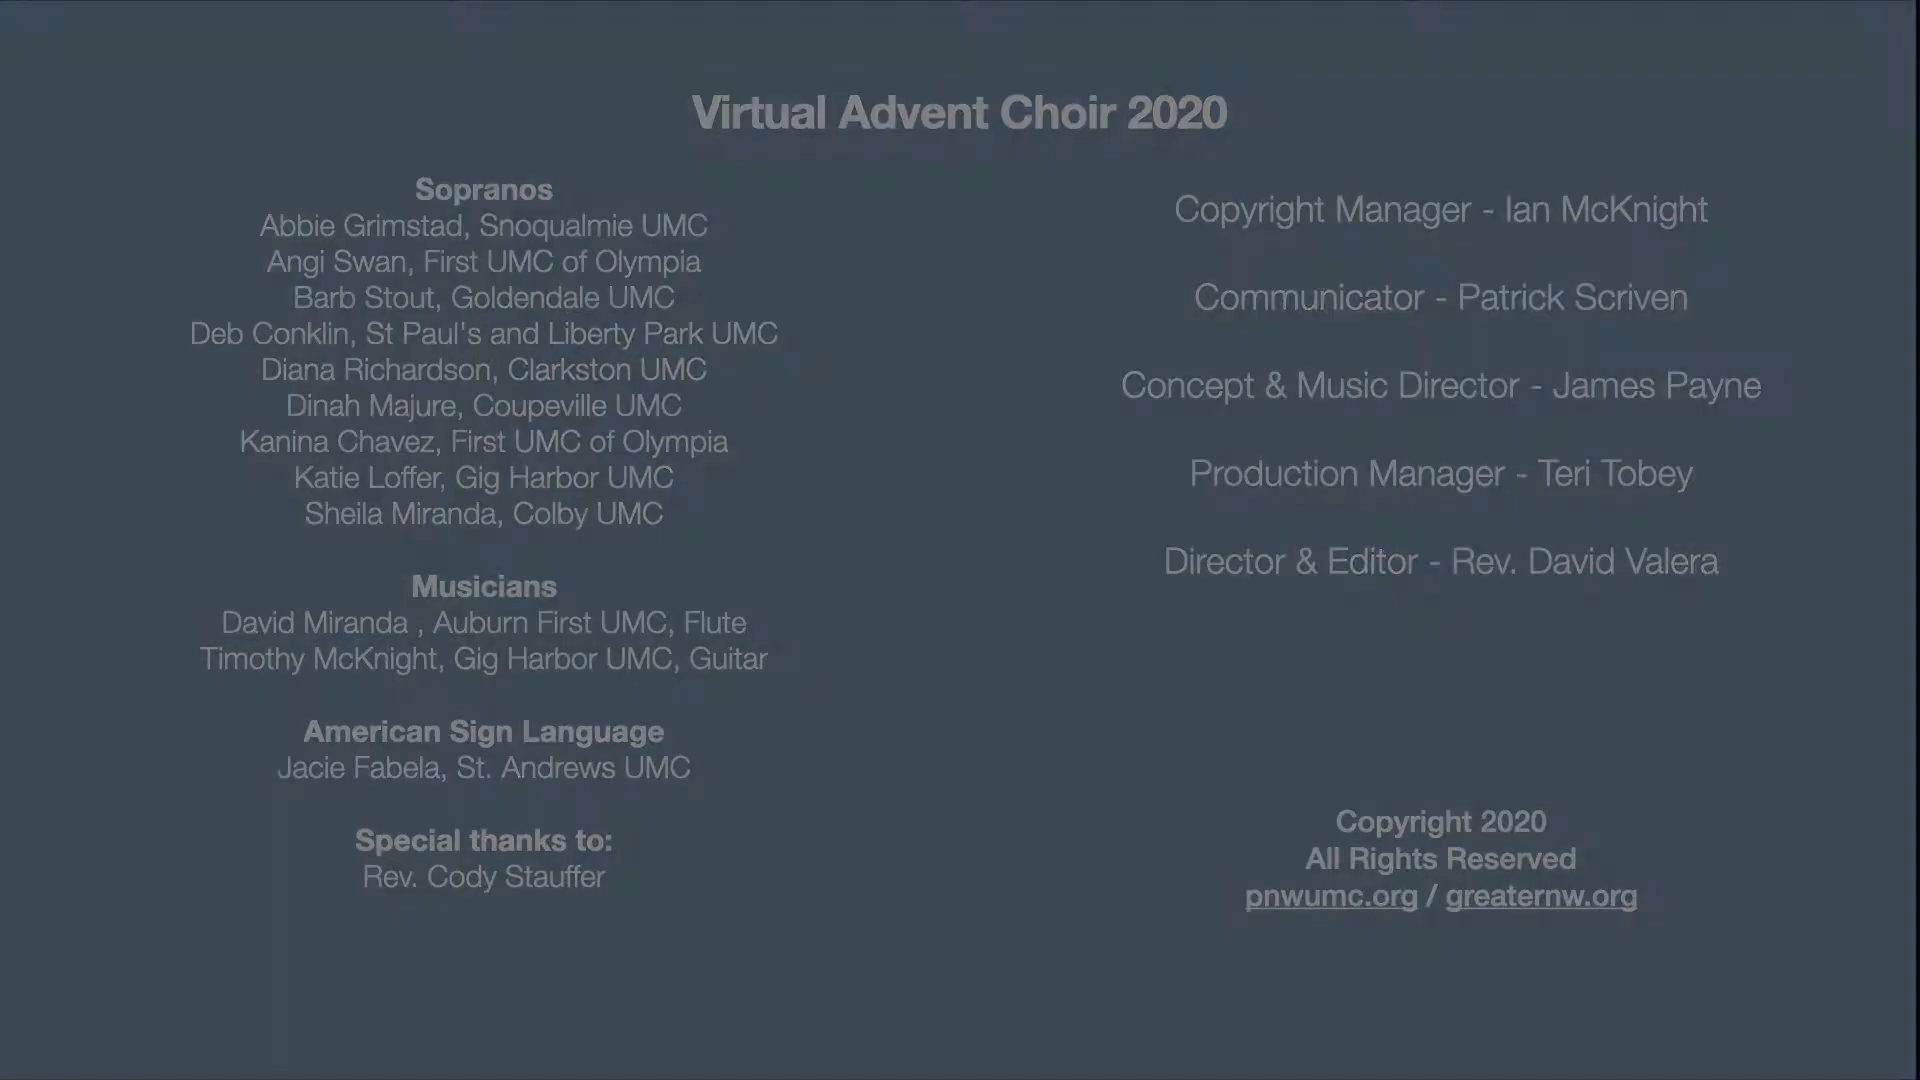 Virtual Advent Choir 2020
Sopranos
Abbie Grimstad, Snoqualmie UMC
Angi Swan, First UMC of Olympia
Barb Stout, Goldendale UMC
Deb Conklin, St Paul's and Liberty Park UMC
Diana Richardson, Clarkston UMC
Dinah Majure, Coupeville UMC
Kanina Chavez, First UMC of Olympia
Katie Loffer, Gig Harbor UMC
Sheila Miranda, Colby UMC
Musicians
David Miranda , Auburn First UMC, Flute
Timothy McKnight, Gig Harbor UMC, Guitar
American Sign Language
Jacie Fabela, St. Andrews UMC
Special thanks to:
Rev. Cody Stauffer
Copyright Manager - Ian McKnight
Communicator - Patrick Scriven
Concept & Music Director - James Payne
Production Manager - Teri Tobey
Director & Editor - Rev. David Valera
Copyright 2020
All Rights Reserved
pnwumc.org / greaternw.org